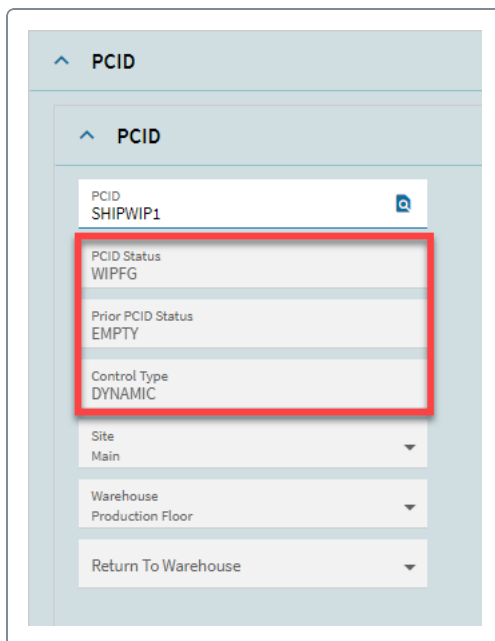 PCID
PCID
PCID
SHIPWIP1
PCID Status
WIPFG
Prior PCID Status
EMPTY
Control Type
DYNAMIC
Site
Main
Warehouse
Production Floor
Return To Warehouse